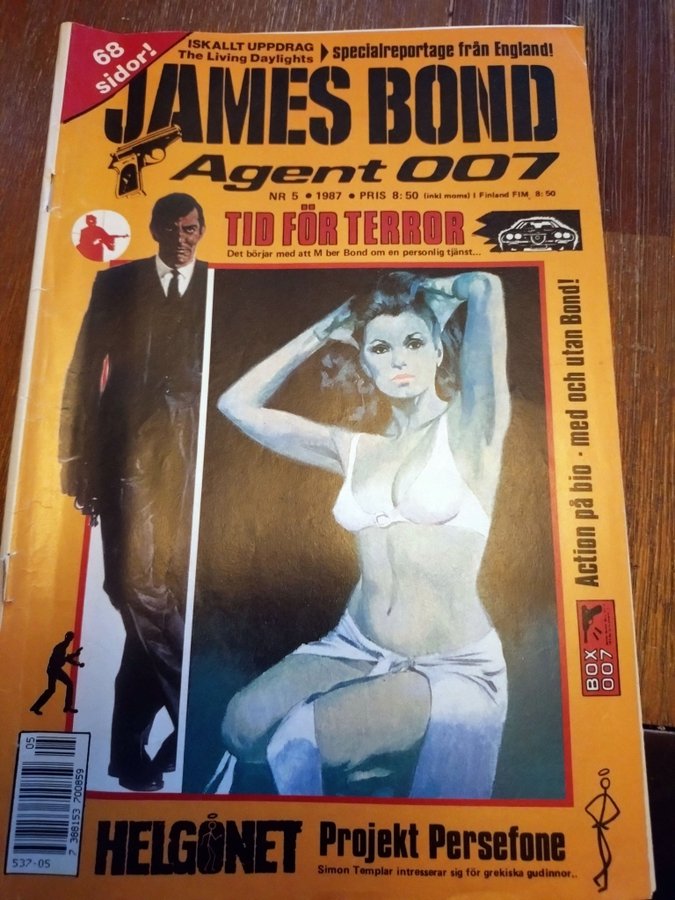 68
sidor!
ISKALLT UPPDRAG
The Living Daylights
specialreportage från England!
JAMES BOND
Agent 007
NR 5 • 1987 • PRIS 8:50 (inkl moms) I Finland FIM 8:50
TID FÖR TERROR
Det börjar med att M ber Bond om en personlig tjänst...
Action på bio - med och utan Bond!
BOX
007
05
7 388153 700859
537-05
HELGONET
Projekt Persefone
Simon Templar intresserar sig för grekiska gudinnor..